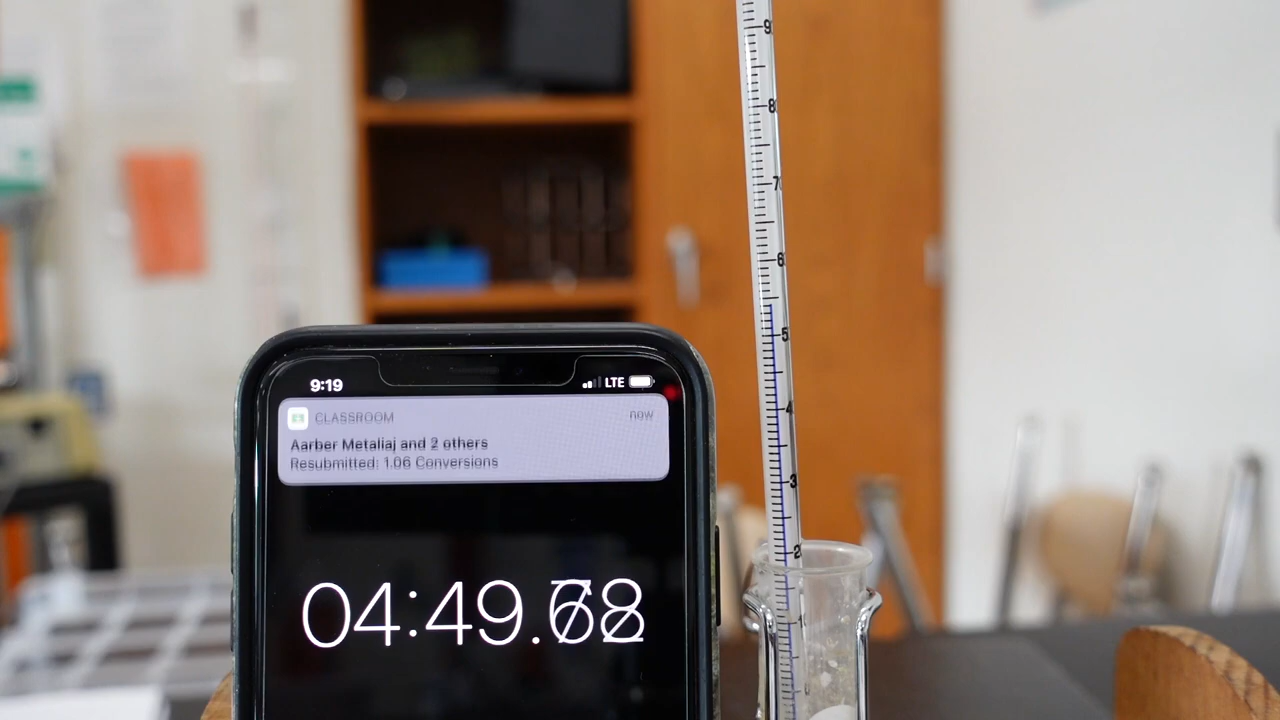 9:19
LTE
CLASSROOM
now
Aarber Metaliaj and 2 others
Resubmitted: 1.06 Conversions
04:49.
9
8
7
6
5
4
3
2
1